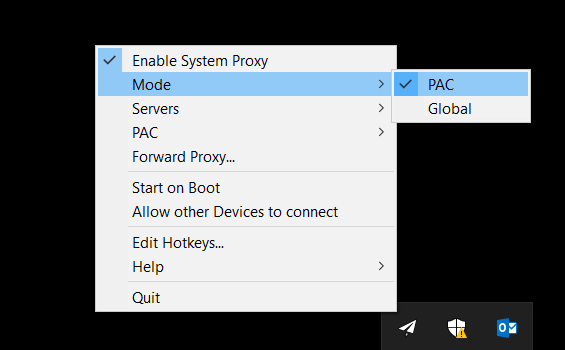 Enable System Proxy
Mode
PAC
Global
Servers
PAC
Forward Proxy...
Start on Boot
Allow other Devices to connect
Edit Hotkeys...
Help
Quit